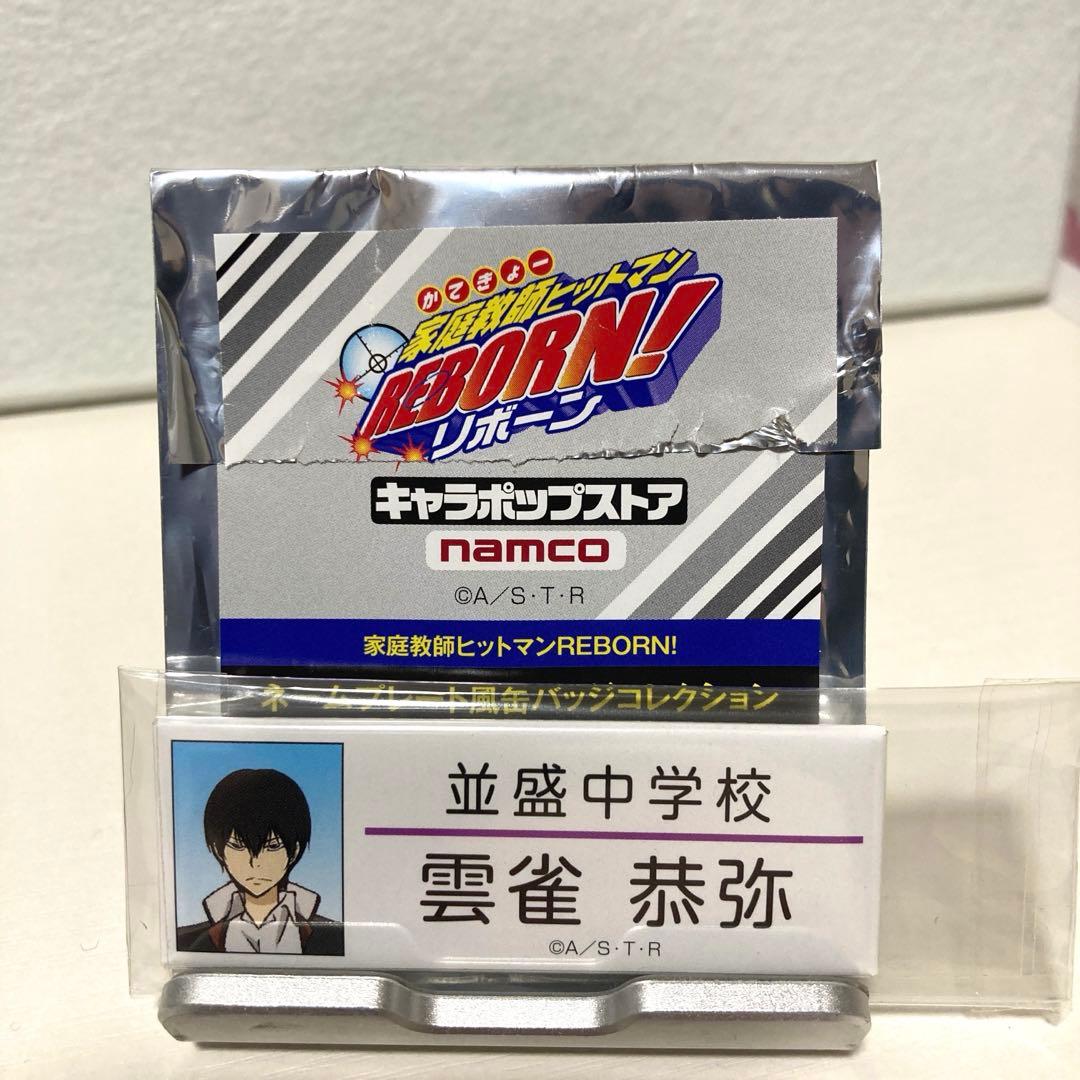 かてきょー
家庭教師ヒットマン
REBORN!
リボーン
キャラポップストア
namco
©A/S・T・R
家庭教師ヒットマンREBORN!
ネームプレート風缶バッジコレクション
並盛中学校
雲雀 恭弥
©A/S・T・R